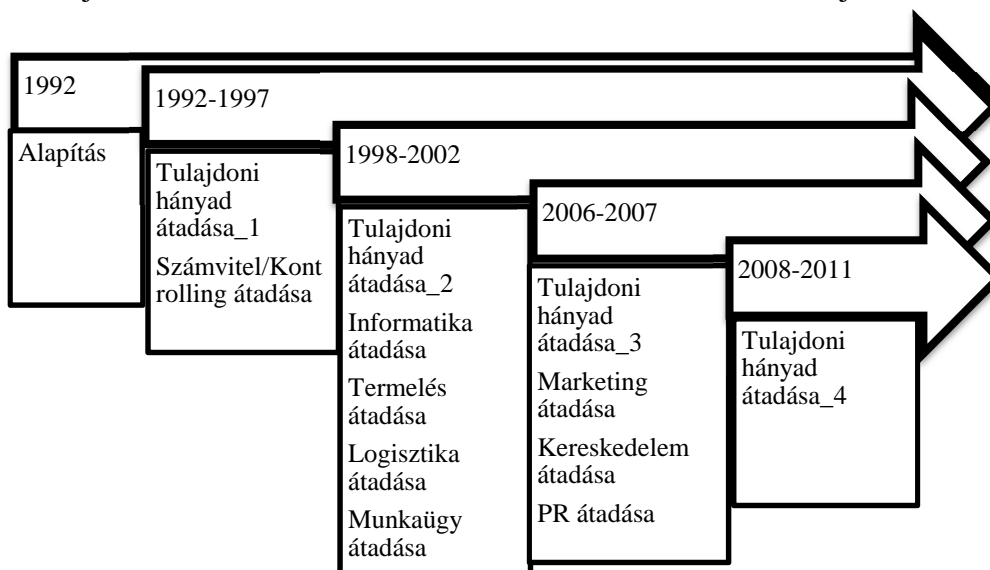 1992
Alapítás
1992-1997
Tulajdoni
hányad
átadása_1
Számvitel/Kont
rolling átadása
1998-2002
Tulajdoni
hányad
átadása_2
Informatika
átadása
Termelés
átadása
Logisztika
átadása
Munkaügy
átadása
2006-2007
Tulajdoni
hányad
átadása_3
Marketing
átadása
Kereskedelem
átadása
PR átadása
2008-2011
Tulajdoni
hányad
átadása_4